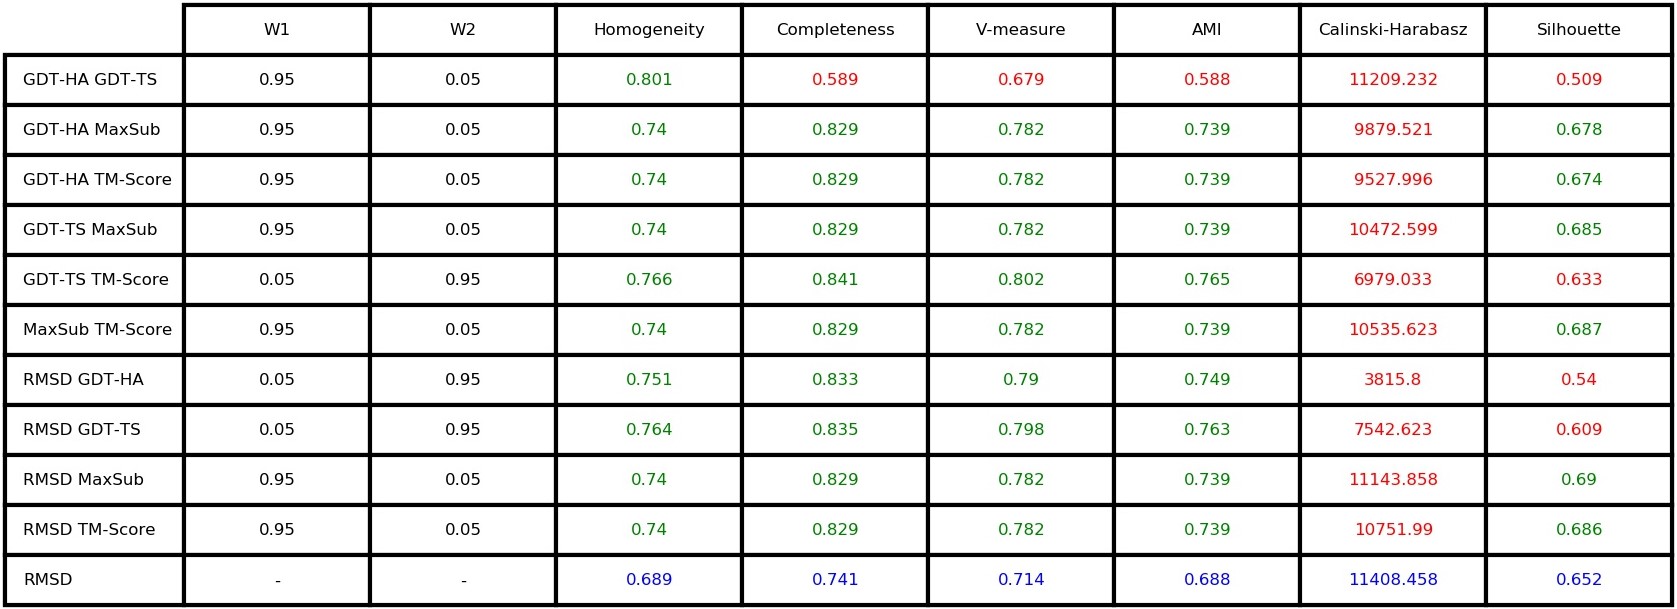 W1 W2 Homogeneity Completeness V-measure AMI Calinski-Harabasz Silhouette
GDT-HA GDT-TS 0.95 0.05 0.801 0.589 0.679 0.588 11209.232 0.509
GDT-HA MaxSub 0.95 0.05 0.74 0.829 0.782 0.739 9879.521 0.678
GDT-HA TM-Score 0.95 0.05 0.74 0.829 0.782 0.739 9527.996 0.674
GDT-TS MaxSub 0.95 0.05 0.74 0.829 0.782 0.739 10472.599 0.685
GDT-TS TM-Score 0.05 0.95 0.766 0.841 0.802 0.765 6979.033 0.633
MaxSub TM-Score 0.95 0.05 0.74 0.829 0.782 0.739 10535.623 0.687
RMSD GDT-HA 0.05 0.95 0.751 0.833 0.79 0.749 3815.8 0.54
RMSD GDT-TS 0.05 0.95 0.764 0.835 0.798 0.763 7542.623 0.609
RMSD MaxSub 0.95 0.05 0.74 0.829 0.782 0.739 11143.858 0.69
RMSD TM-Score 0.95 0.05 0.74 0.829 0.782 0.739 10751.99 0.686
RMSD - - 0.689 0.741 0.714 0.688 11408.458 0.652